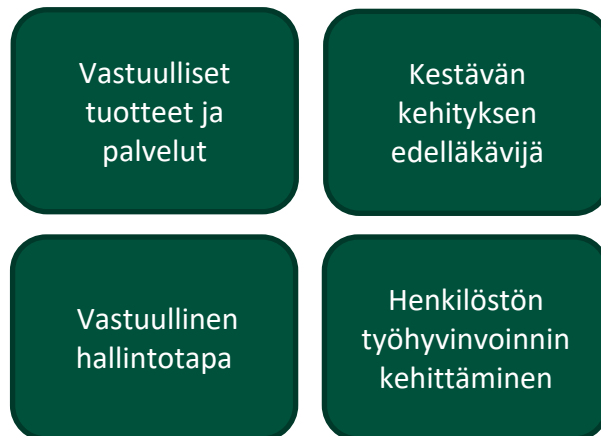 Vastuulliset
tuotteet ja
palvelut
Kestävän
kehityksen
edelläkävijä
Vastuullinen
hallintotapa
Henkilöstön
työhyvinvoinnin
kehittäminen